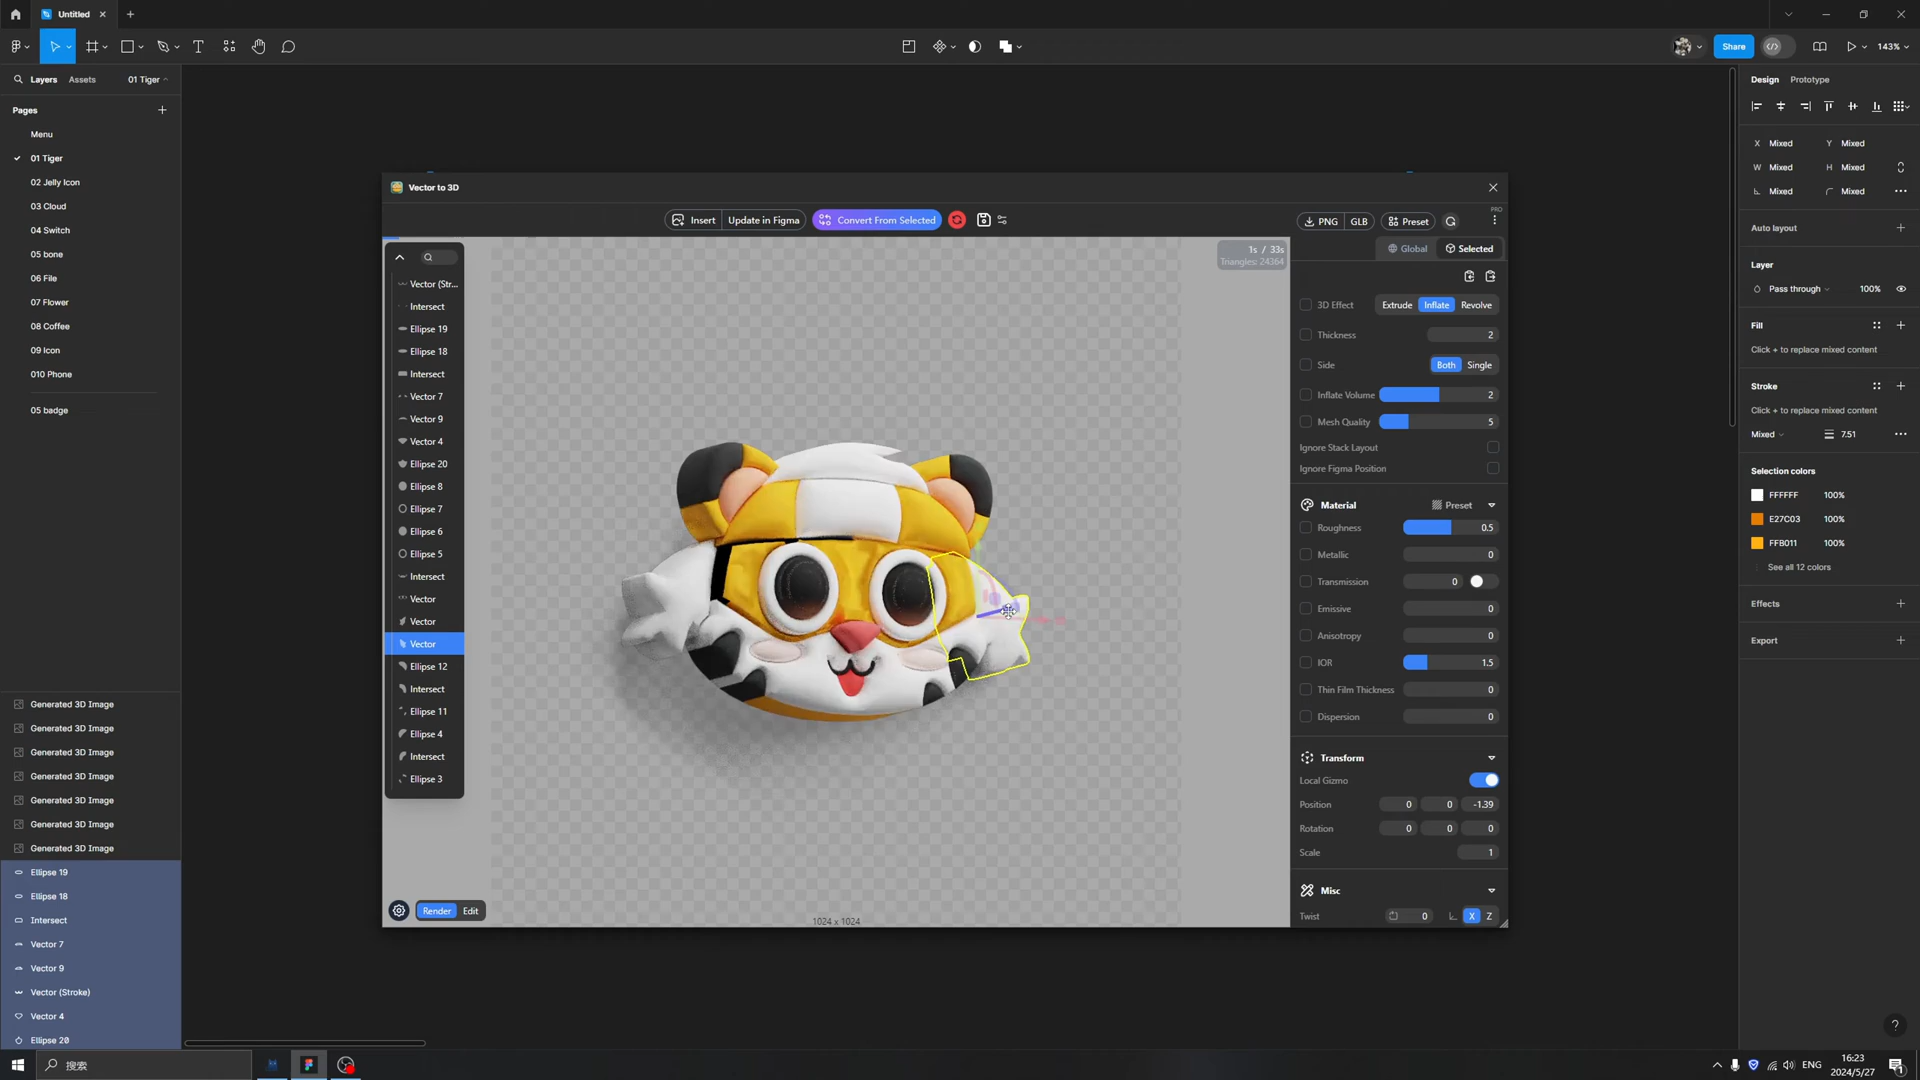 Untitled
Share
143%
Layers
Assets
01 Tiger
Pages
Menu
01 Tiger
02 Jelly Icon
03 Cloud
04 Switch
05 bone
06 File
07 Flower
08 Coffee
09 Icon
010 Phone
05 badge
Generated 3D Image
Generated 3D Image
Generated 3D Image
Generated 3D Image
Generated 3D Image
Generated 3D Image
Generated 3D Image
Ellipse 19
Ellipse 18
Intersect
Vector 7
Vector 9
Vector (Stroke)
Vector 4
Ellipse 20
Vector to 3D
Insert
Update in Figma
Convert From Selected
PNG
GLB
Preset
PRO
Vector (Str...
Intersect
Ellipse 19
Ellipse 18
Intersect
Vector 7
Vector 9
Vector 4
Ellipse 20
Ellipse 8
Ellipse 7
Ellipse 6
Ellipse 5
Intersect
Vector
Vector
Vector
Ellipse 12
Intersect
Ellipse 11
Ellipse 4
Intersect
Ellipse 3
Render
Edit
1s / 33s
Triangles: 24364
1024 x 1024
Global
Selected
3D Effect Extrude Inflate Revolve
Thickness 2
Side Both Single
Inflate Volume 2
Mesh Quality 5
Ignore Stack Layout
Ignore Figma Position
Material Preset
Roughness 0.5
Metallic 0
Transmission 0
Emissive 0
Anisotropy 0
IOR 1.5
Thin Film Thickness 0
Dispersion 0
Transform
Local Gizmo
Position 0 0 -1.39
Rotation 0 0 0
Scale 1
Misc
Twist 0 X Z
Design
Prototype
X Mixed Y Mixed
W Mixed H Mixed
Mixed Mixed
Auto layout
Layer
Pass through 100%
Fill
Click + to replace mixed content
Stroke
Click + to replace mixed content
Mixed 7.51
Selection colors
FFFFFF 100%
E27C03 100%
FFB011 100%
See all 12 colors
Effects
Export
?
搜索
ENG
16:23
2024/5/27
1